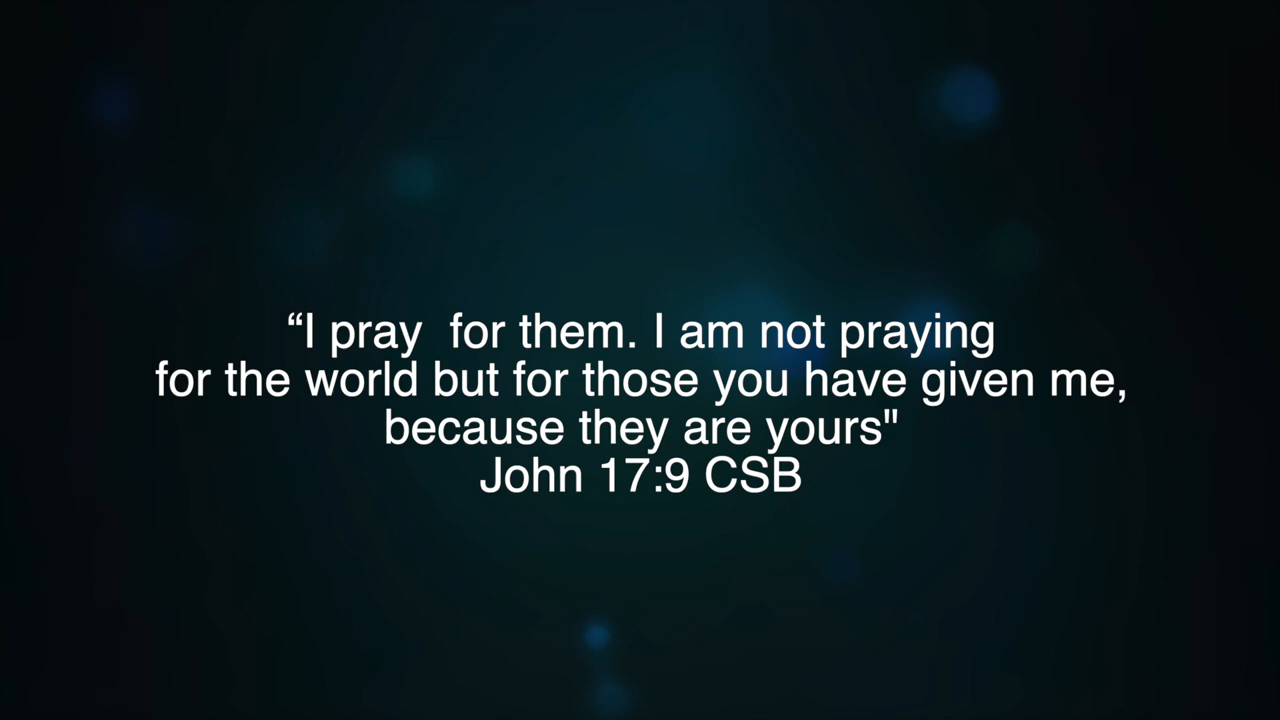 “I pray  for them. I am not praying
for the world but for those you have given me,
because they are yours"
John 17:9 CSB